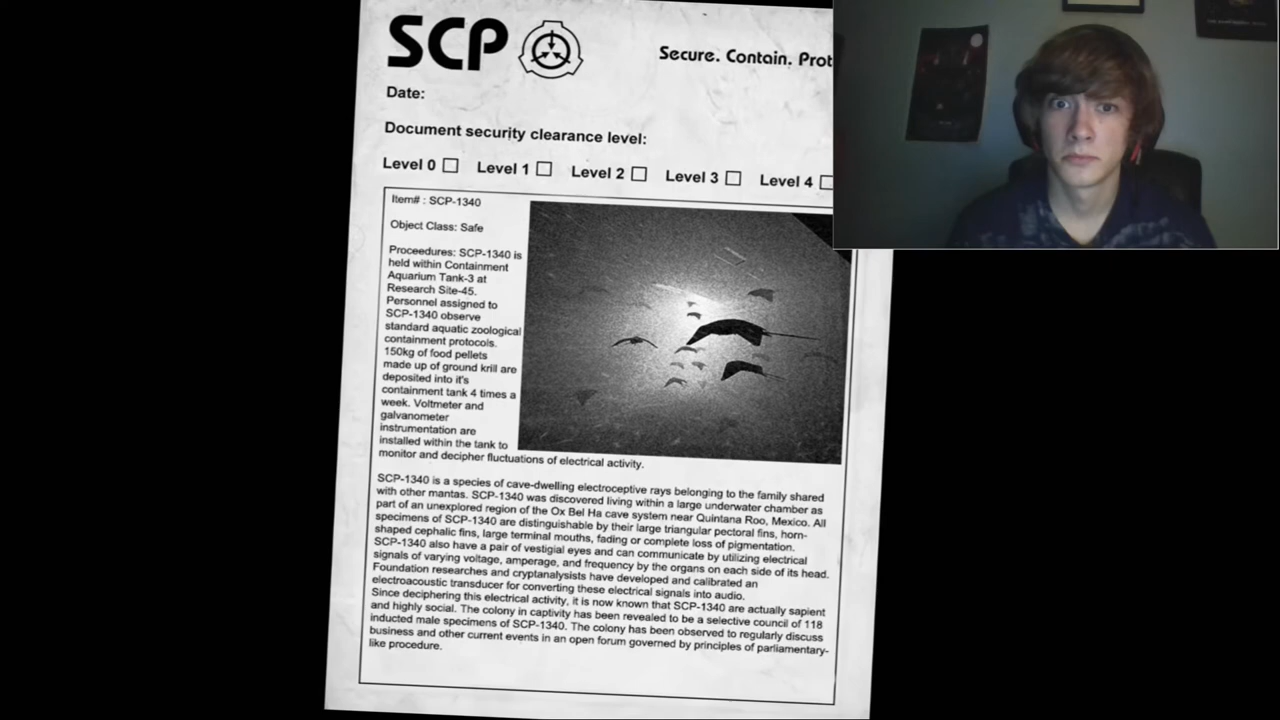 SCP
Secure. Contain. Prot
Date:
Document security clearance level:
Level 0 Level 1 Level 2 Level 3 Level 4
Item# : SCP-1340
Object Class: Safe
Proceedures: SCP-1340 is
held within Containment
Aquarium Tank-3 at
Research Site-45.
Personnel assigned to
SCP-1340 observe
standard aquatic zoological
containment protocols.
150kg of food pellets
made up of ground krill are
deposited into it's
containment tank 4 times a
week. Voltmeter and
galvanometer
instrumentation are
installed within the tank to
monitor and decipher fluctuations of electrical activity.
SCP-1340 is a species of cave-dwelling electroceptive rays belonging to the family shared
with other mantas. SCP-1340 was discovered living within a large underwater chamber as
part of an unexplored region of the Ox Bel Ha cave system near Quintana Roo, Mexico. All
specimens of SCP-1340 are distinguishable by their large triangular pectoral fins, horn-
shaped cephalic fins, large terminal mouths, fading or complete loss of pigmentation.
SCP-1340 also have a pair of vestigial eyes and can communicate by utilizing electrical
signals of varying voltage, amperage, and frequency by the organs on each side of its head.
Foundation researches and cryptanalysists have developed and calibrated an
electroacoustic transducer for converting these electrical signals into audio.
Since deciphering this electrical activity, it is now known that SCP-1340 are actually sapient
and highly social. The colony in captivity has been revealed to be a selective council of 118
inducted male specimens of SCP-1340. The colony has been observed to regularly discuss
business and other current events in an open forum governed by principles of parliamentary-
like procedure.